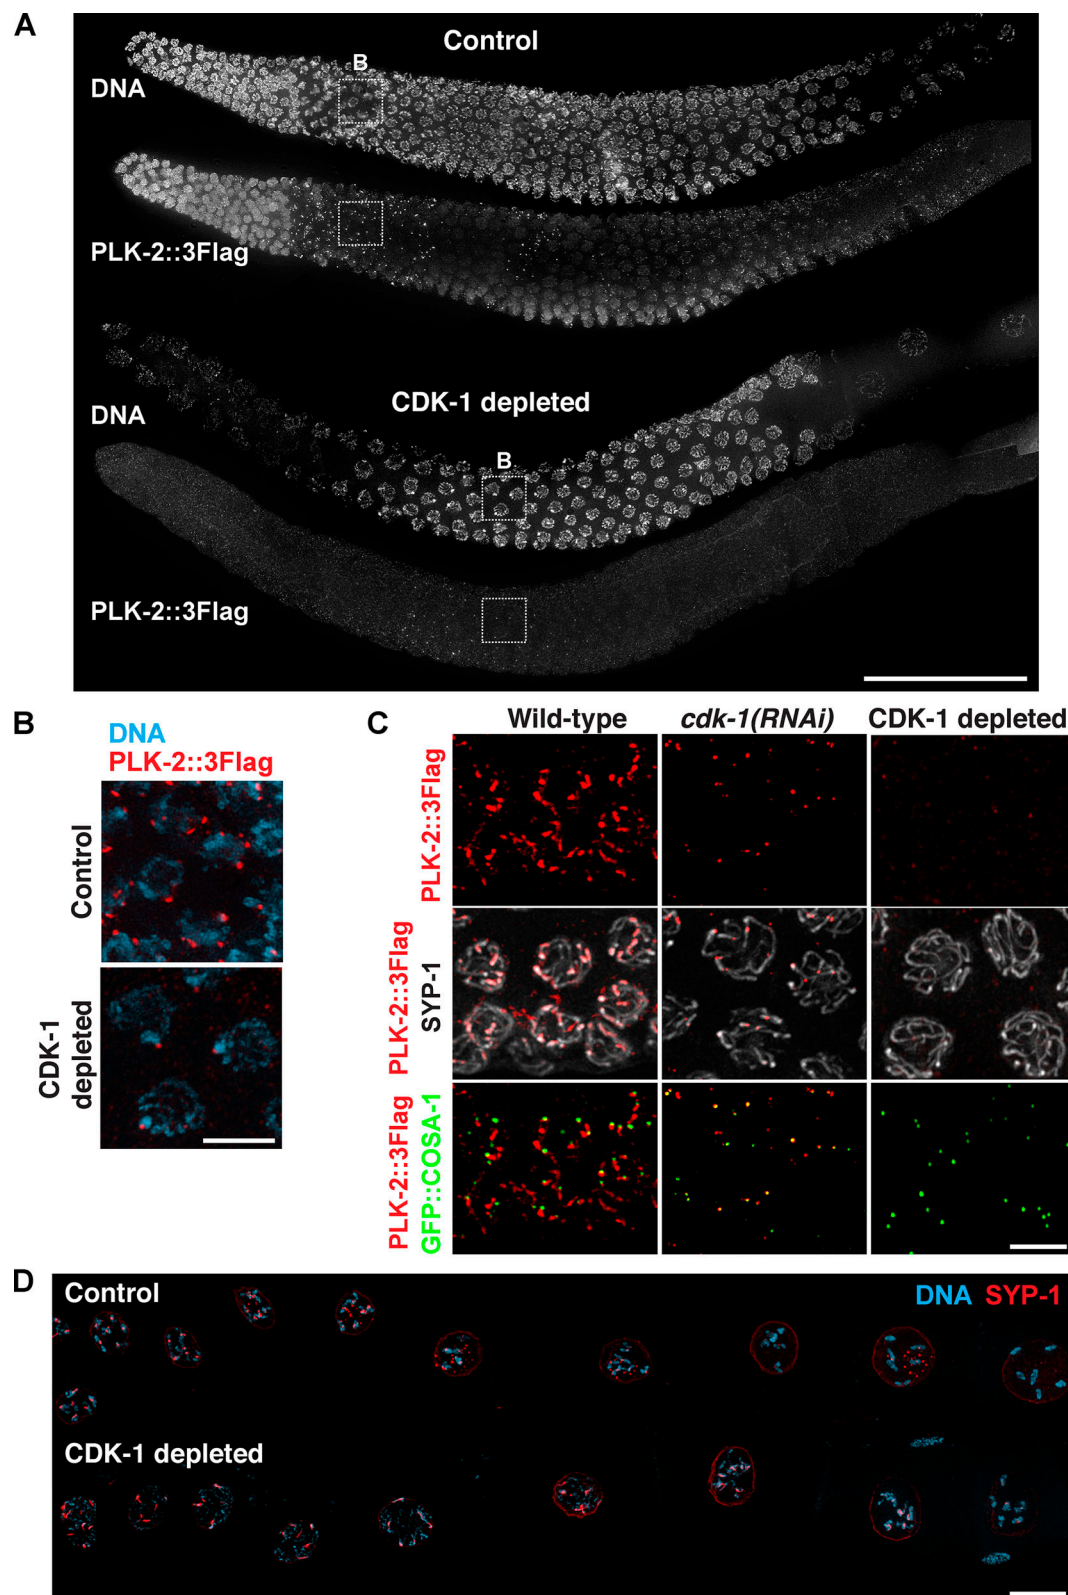 A
Control
B
DNA
PLK-2::3Flag
CDK-1 depleted
DNA
B
PLK-2::3Flag
B
DNA
PLK-2::3Flag
Control
CDK-1
depleted
C
Wild-type
cdk-1(RNAi)
CDK-1 depleted
PLK-2::3Flag
PLK-2::3Flag
SYP-1
PLK-2::3Flag
GFP::COSA-1
D
Control
DNA SYP-1
CDK-1 depleted